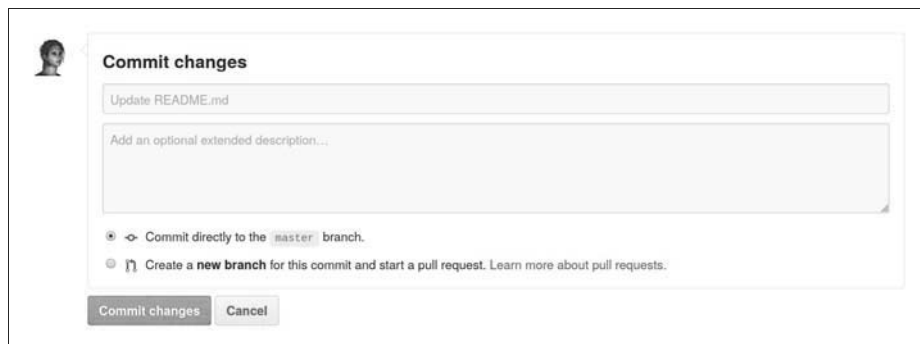 Commit changes
Update README.md
Add an optional extended description…
Commit directly to the master branch.
Create a new branch for this commit and start a pull request. Learn more about pull requests.
Commit changes Cancel